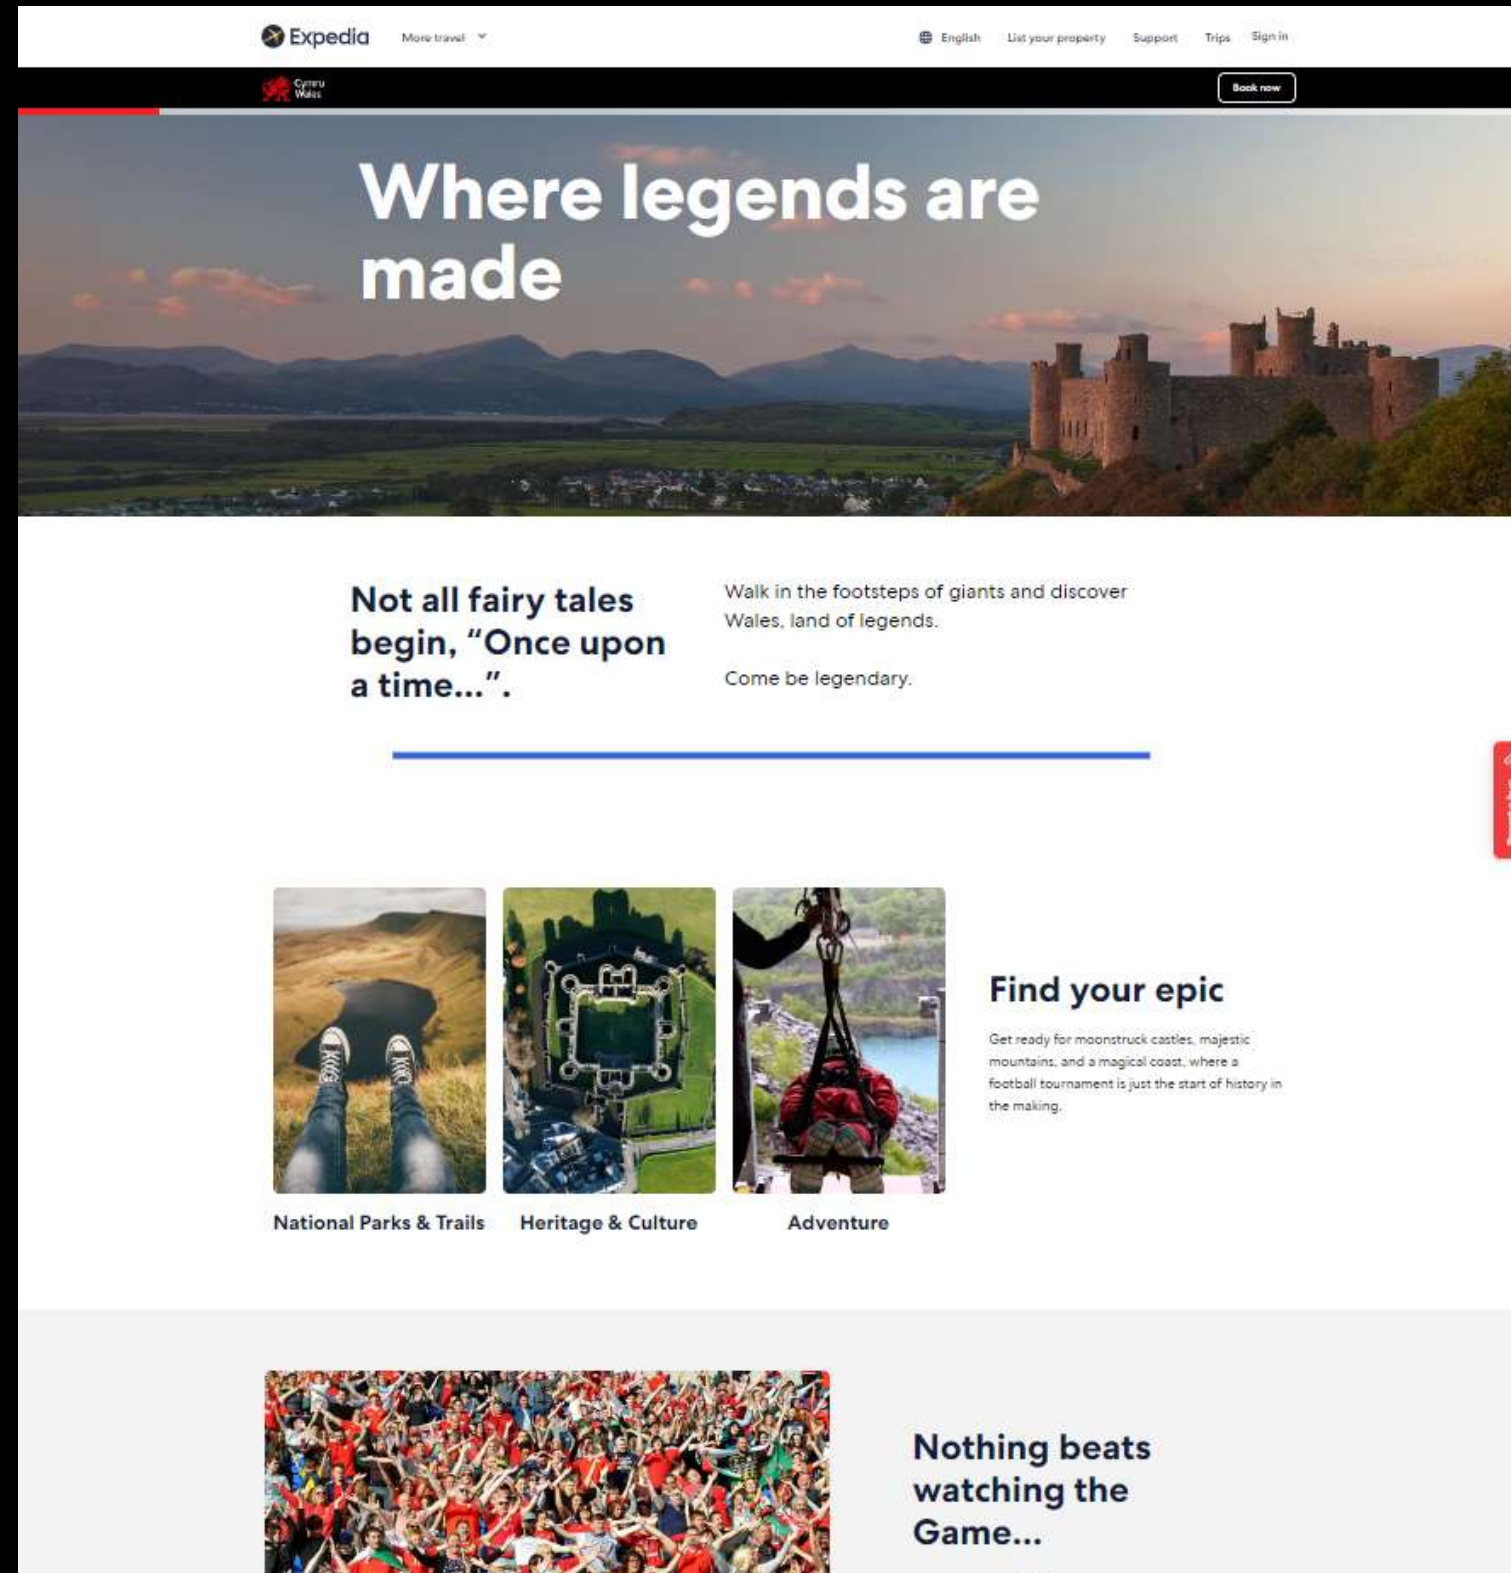 Expedia
More travel
English
List your property
Support
Trips
Sign in
Cymru
Wales
Book now
Where legends are
made
Not all fairy tales
begin, “Once upon
a time...”.
Walk in the footsteps of giants and discover
Wales, land of legends.
Come be legendary.
Find your epic
Get ready for moonstruck castles, majestic
mountains, and a magical coast, where a
football tournament is just the start of history in
the making.
National Parks & Trails
Heritage & Culture
Adventure
Nothing beats
watching the
Game...